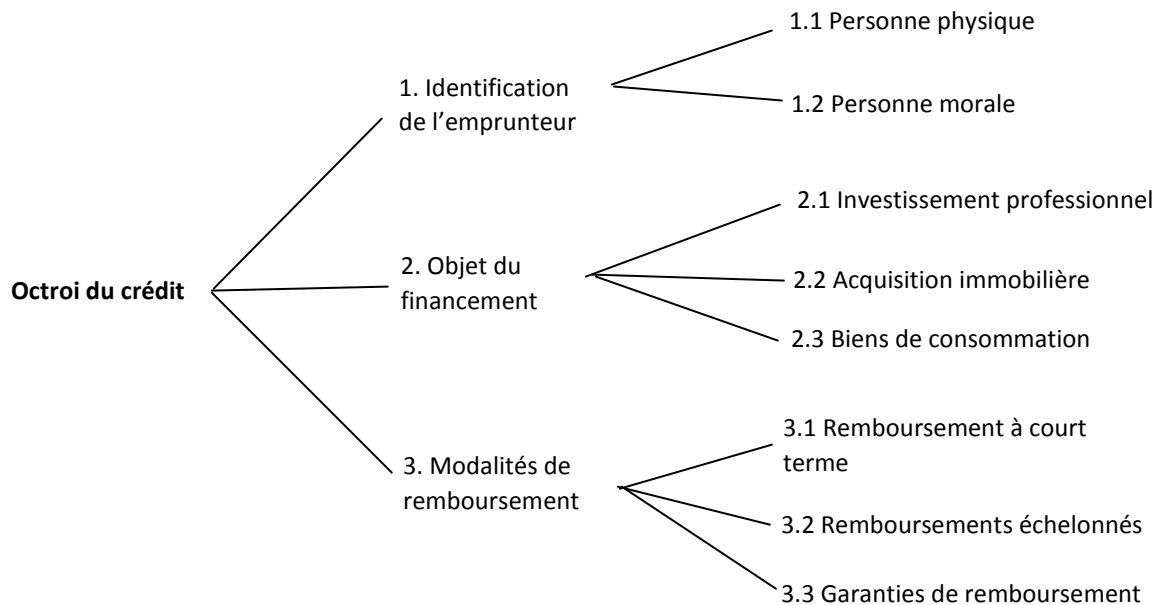 Octroi du crédit
1. Identification
de l’emprunteur
1.1 Personne physique
1.2 Personne morale
2. Objet du
financement
2.1 Investissement professionnel
2.2 Acquisition immobilière
2.3 Biens de consommation
3. Modalités de
remboursement
3.1 Remboursement à court
terme
3.2 Remboursements échelonnés
3.3 Garanties de remboursement